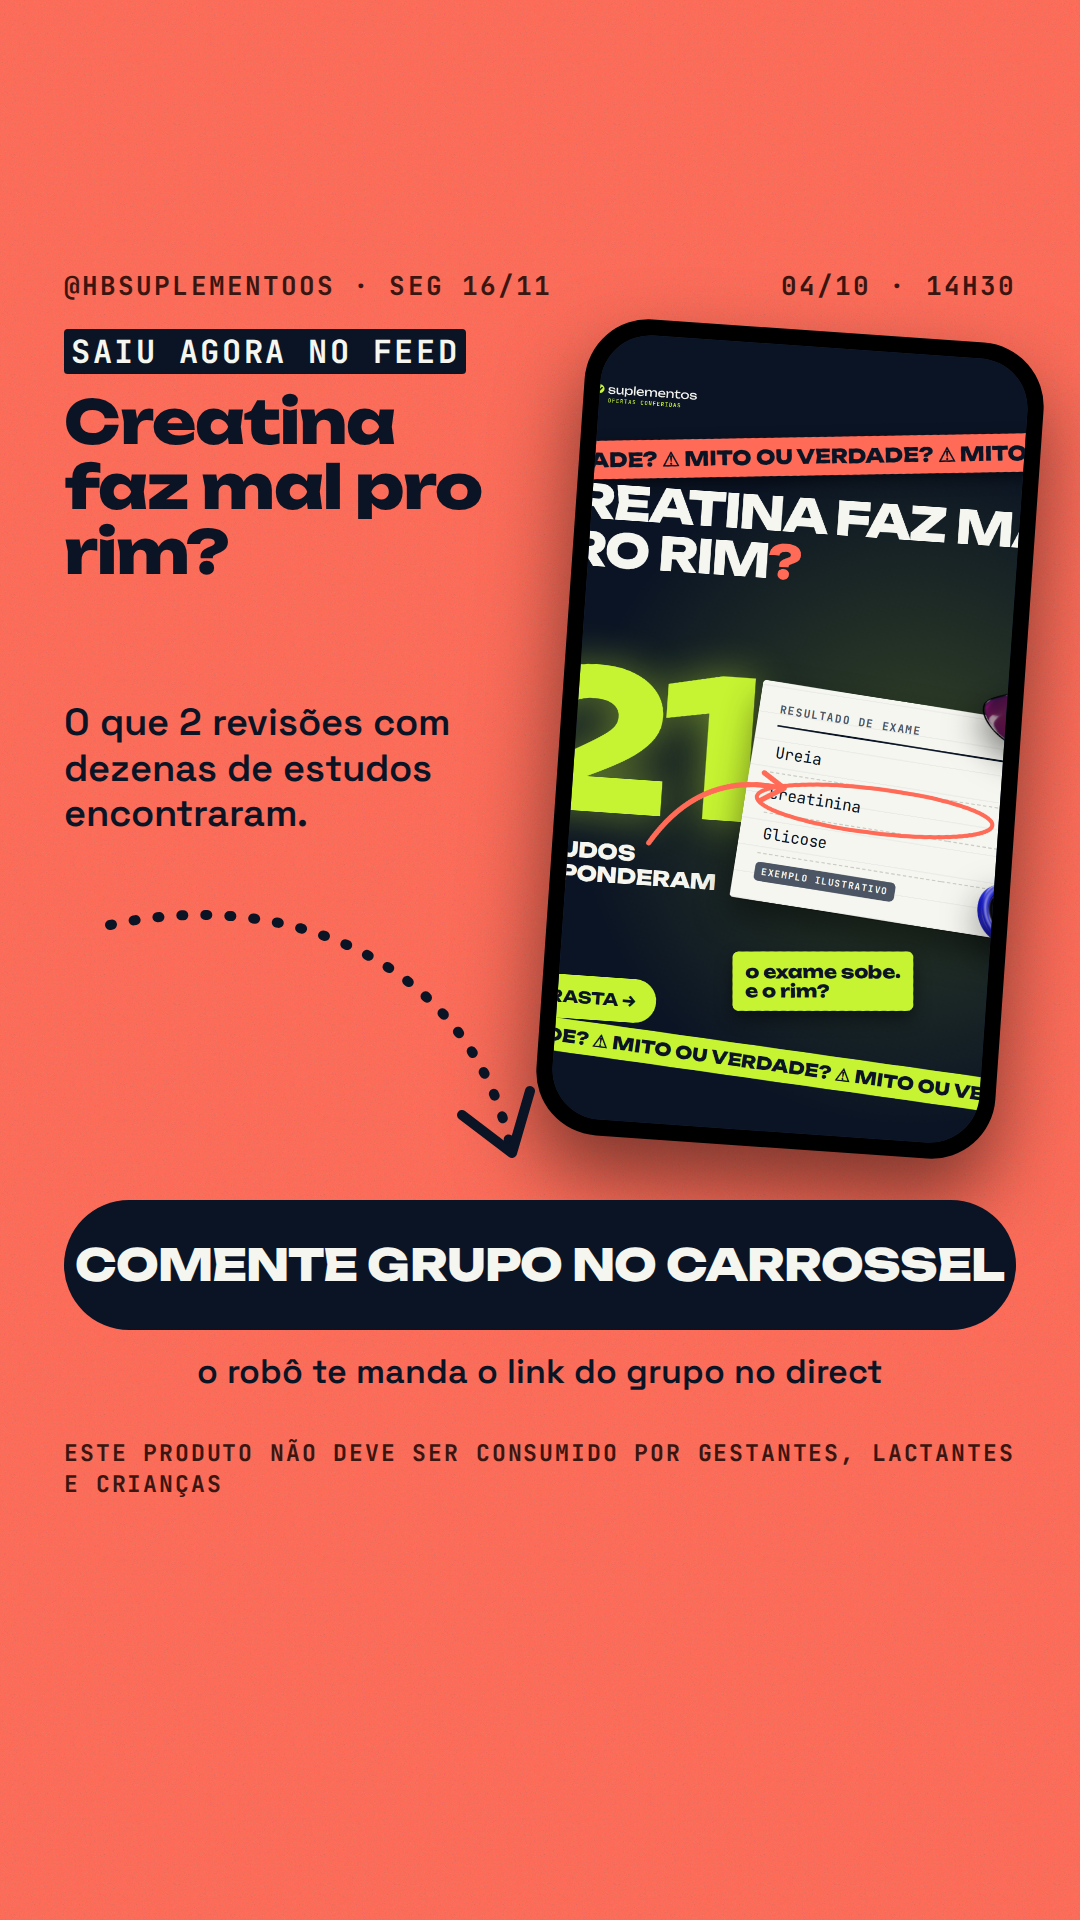 @HBSUPLEMENTOOS · SEG 16/11
04/10 · 14H30
SAIU AGORA NO FEED
Creatina
faz mal pro
rim?
O que 2 revisões com
dezenas de estudos
encontraram.
suplementos
OFERTAS CONFERIDAS
ADE? ⚠ MITO OU VERDADE? ⚠ MITO
REATINA FAZ MA
RO RIM?
21
UDOS
PONDERAM
RESULTADO DE EXAME
Ureia
Creatinina
Glicose
EXEMPLO ILUSTRATIVO
o exame sobe.
e o rim?
RASTA →
DE? ⚠ MITO OU VERDADE? ⚠ MITO OU VE
COMENTE GRUPO NO CARROSSEL
o robô te manda o link do grupo no direct
ESTE PRODUTO NÃO DEVE SER CONSUMIDO POR GESTANTES, LACTANTES
E CRIANÇAS